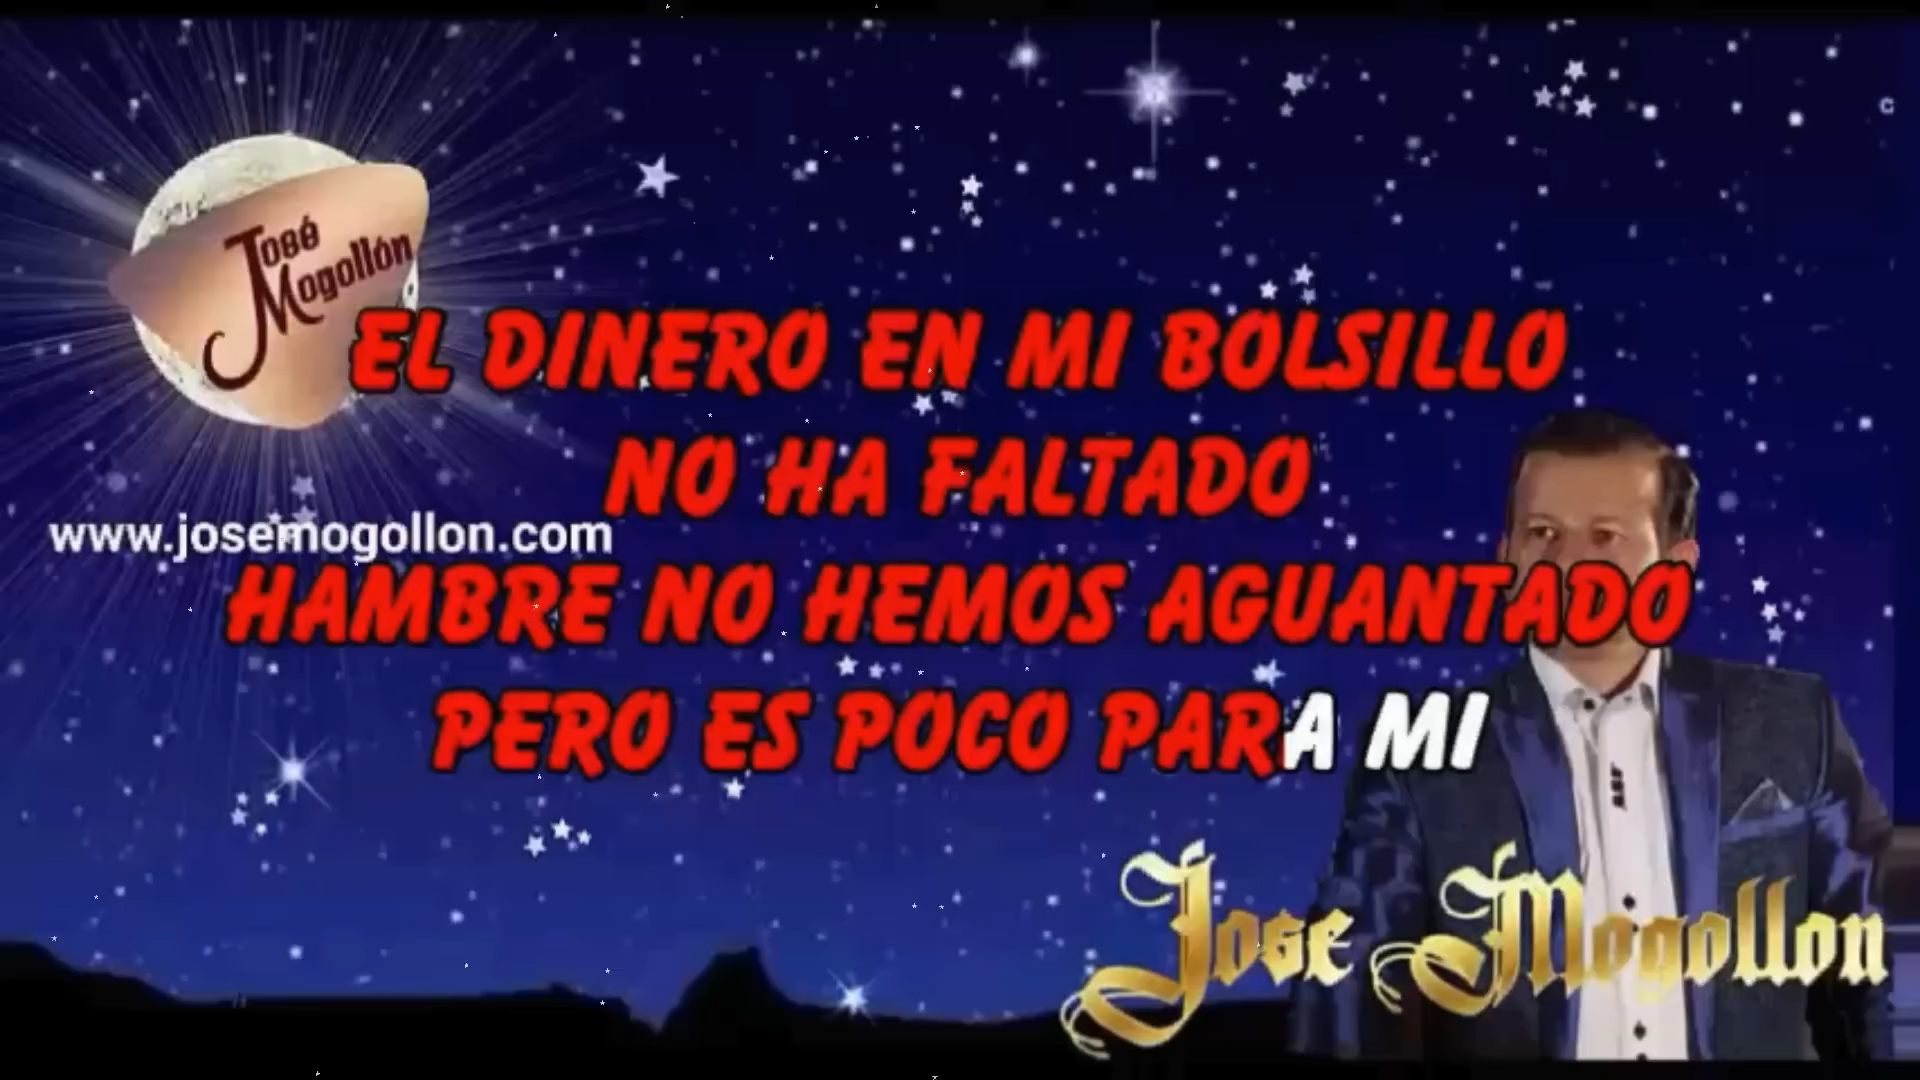 José
Mogollón
EL DINERO EN MI BOLSILLO
NO HA FALTADO
www.josemogollon.com
HAMBRE NO HEMOS AGUANTADO
PERO ES POCO PARA MI
Jose Mogollon